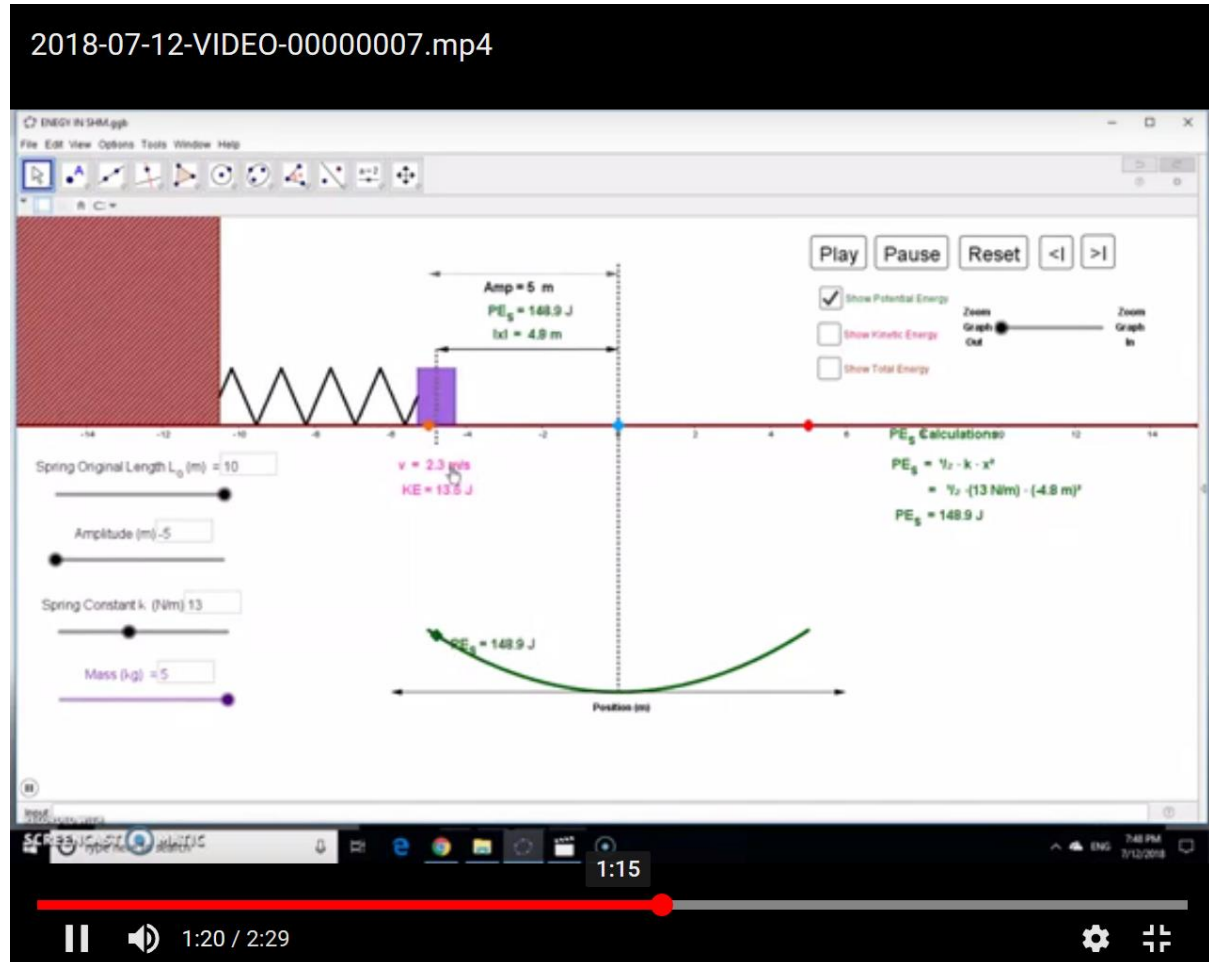 2018-07-12-VIDEO-00000007.mp4
ENEGY IN SHM.ggb
File Edit View Options Tools Window Help
Play Pause Reset <I >I
Amp = 5 m
PEs = 148.9 J
IxI = 4.8 m
Show Potential Energy
Show Kinetic Energy
Show Total Energy
Zoom Graph Out
Zoom Graph In
-14 -12 -10 -8 -6 -4 -2 2 4 6 10 12 14
PEs Calculations
Spring Original Length Lo (m) = 10
v = 2.3 m/s
KE = 13.6 J
PEs = ½ · k · x²
= ½ ·(13 N/m) · (-4.8 m)²
PEs = 148.9 J
Amplitude (m) -5
Spring Constant k (N/m) 13
PEs = 148.9 J
Mass (kg) = 5
Position (m)
Input
SCREENCAST MATIC
ENG
7:48 PM
7/12/2018
1:15
1:20 / 2:29